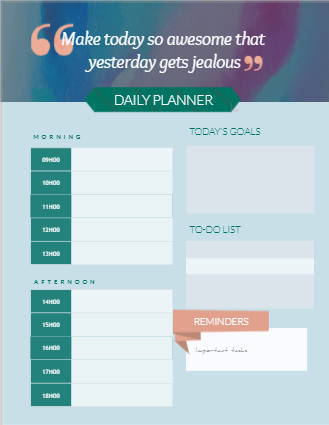 “Make today so awesome that
yesterday gets jealous”
DAILY PLANNER
MORNING
09H00
10H00
11H00
12H00
13H00
AFTERNOON
14H00
15H00
16H00
17H00
18H00
TODAY'S GOALS
TO-DO LIST
REMINDERS
Important tasks